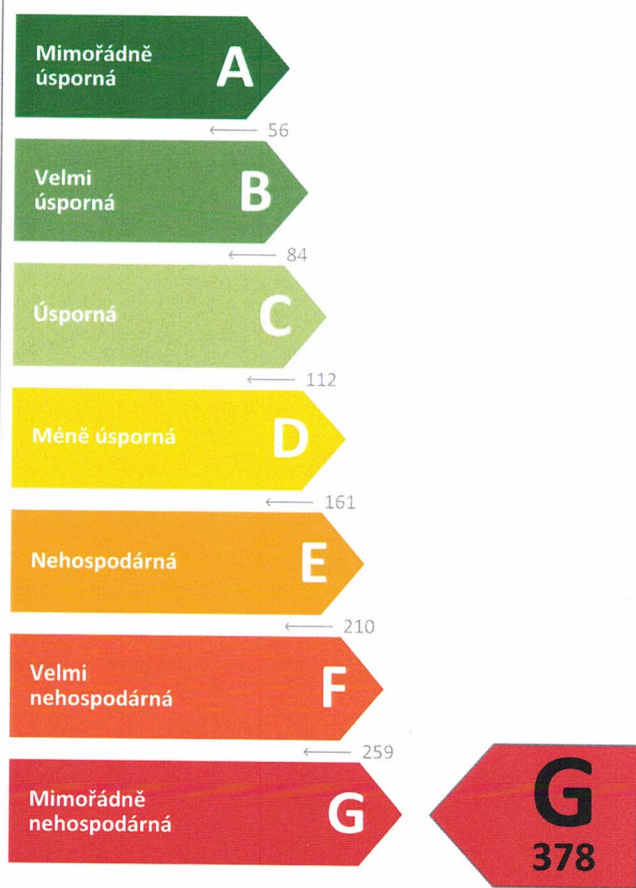 Mimořádně
úsporná
A
← 56
Velmi
úsporná
B
← 84
Úsporná
C
← 112
Méně úsporná
D
← 161
Nehospodárná
E
← 210
Velmi
nehospodárná
F
← 259
Mimořádně
nehospodárná
G
G
378